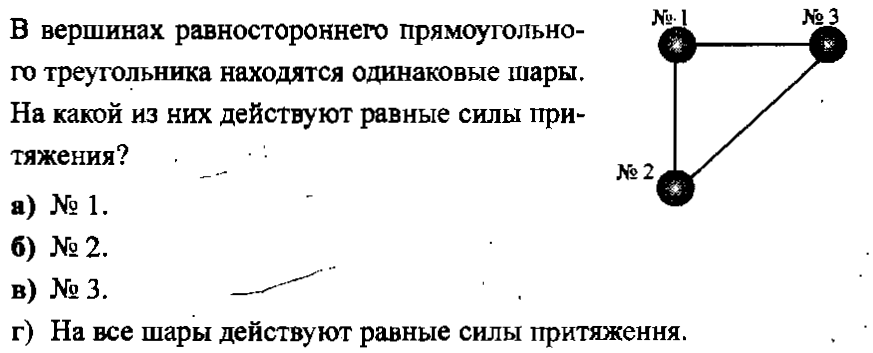 В вершинах равностороннего прямоугольно-
го треугольника находятся одинаковые шары.
На какой из них действуют равные силы при-
тяжения?
а) № 1.
б) № 2.
в) № 3.
г) На все шары действуют равные силы притяжения.
№ 1
№ 3
№ 2